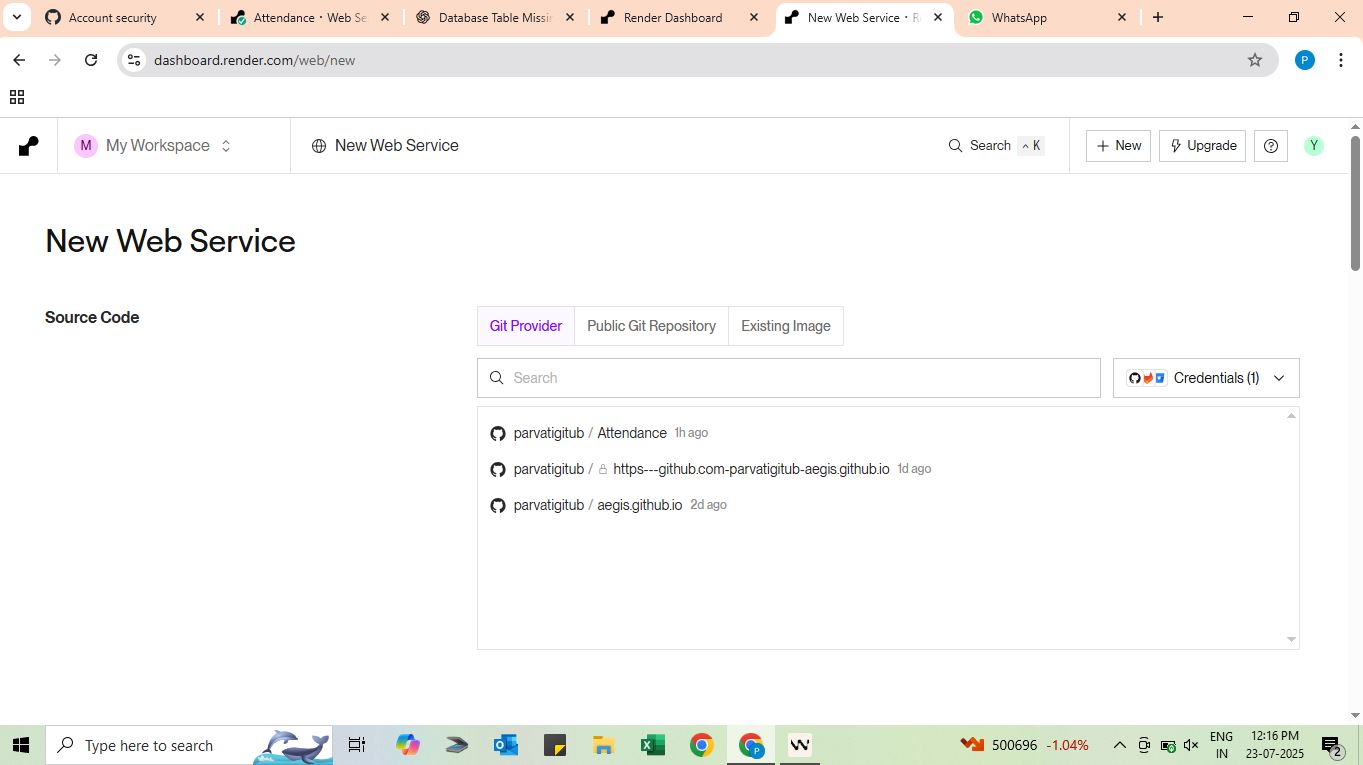 Account security
Attendance · Web Se
Database Table Missin
Render Dashboard
New Web Service · R
WhatsApp
dashboard.render.com/web/new
P
M My Workspace
New Web Service
Search ^ K
+ New
Upgrade
Y
New Web Service
Source Code
Git Provider
Public Git Repository
Existing Image
Search
Credentials (1)
parvatigitub / Attendance 1h ago
parvatigitub / https---github.com-parvatigitub-aegis.github.io 1d ago
parvatigitub / aegis.github.io 2d ago
Type here to search
P
500696 -1.04%
ENG
IN
12:16 PM
23-07-2025
2